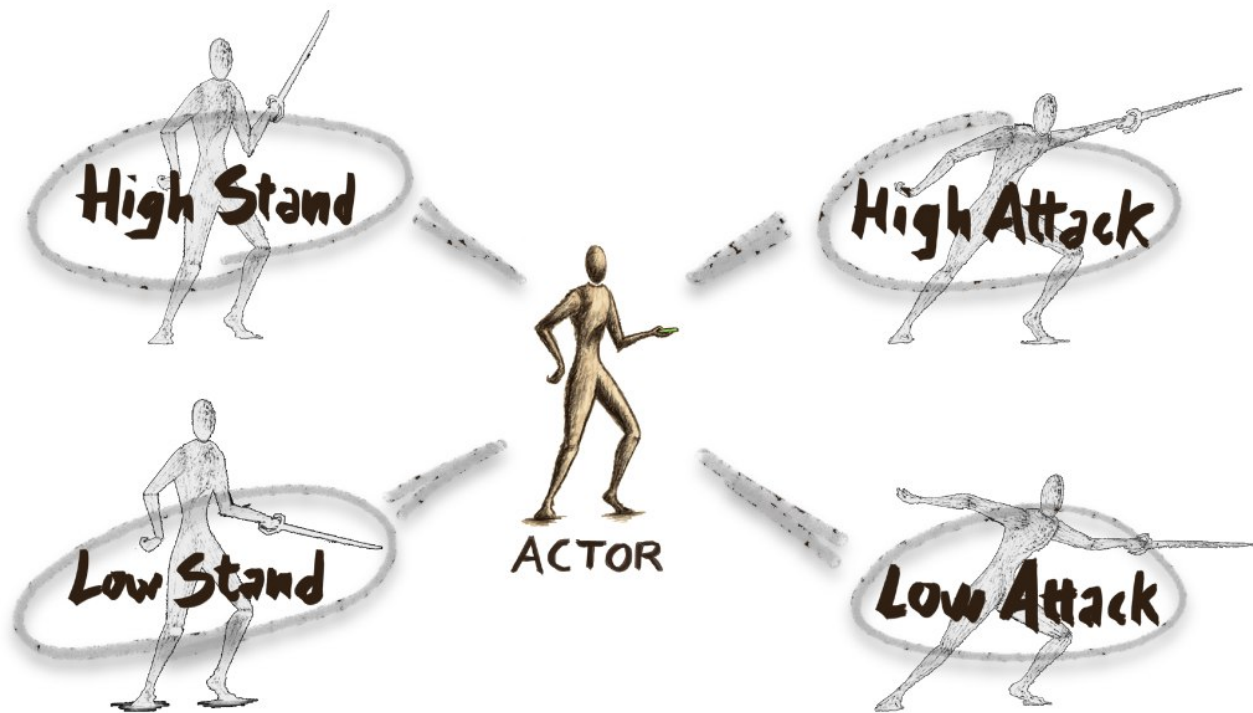 High Stand
High Attack
ACTOR
Low Stand
Low Attack